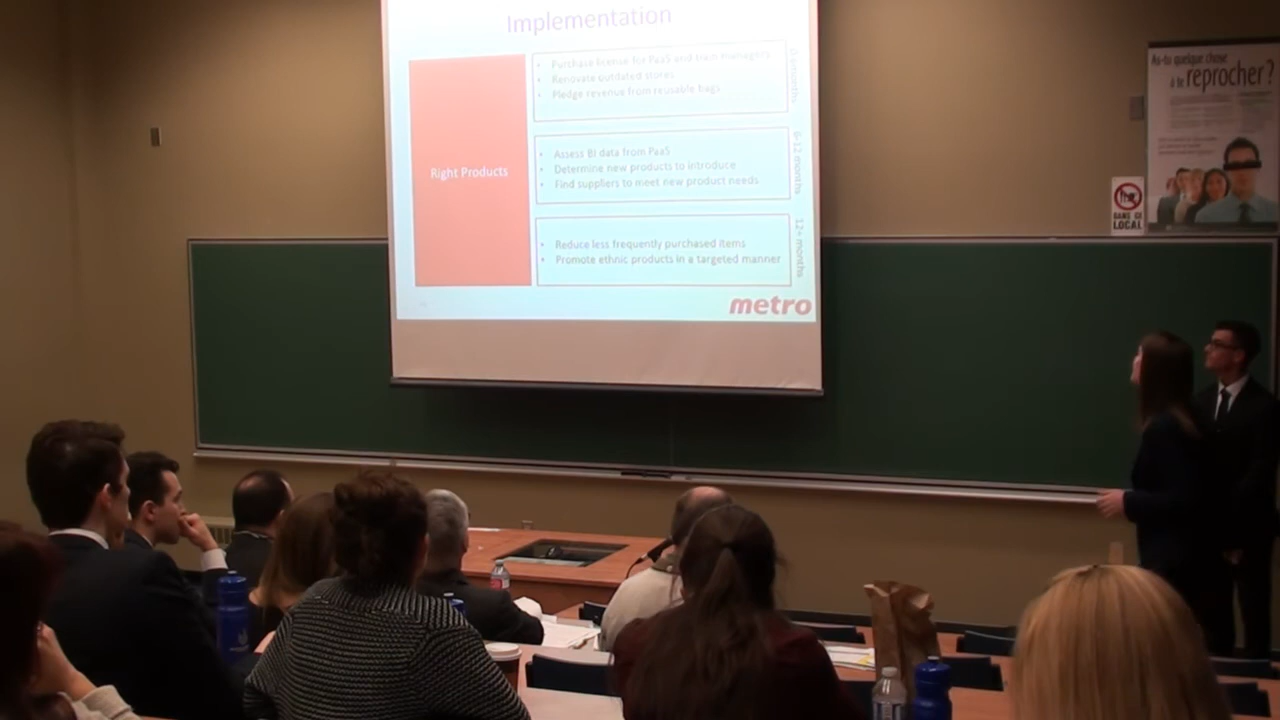 Implementation
Right Products
• Purchase license for PaaS and train managers
• Renovate outdated stores
• Pledge revenue from reusable bags
• Assess BI data from PaaS
• Determine new products to introduce
• Find suppliers to meet new product needs
6-12 months
• Reduce less frequently purchased items
• Promote ethnic products in a targeted manner
12+ months
metro
As-tu quelque chose
à te reprocher?
DANS CE
LOCAL